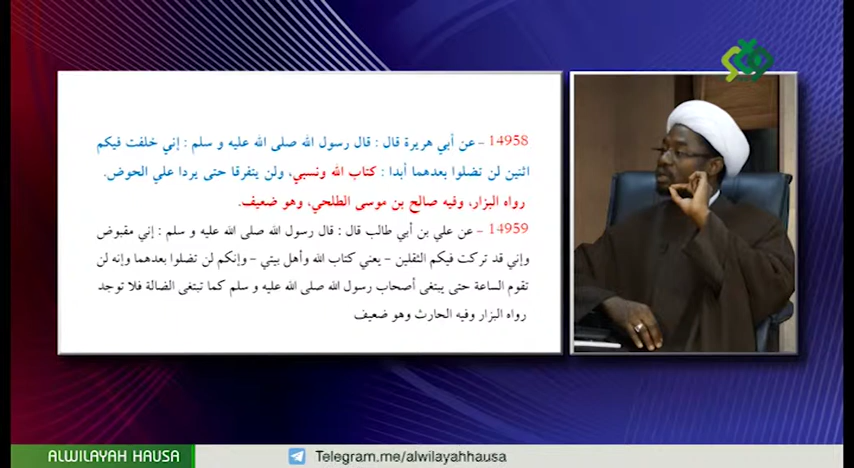 14958 - عن أبي هريرة قال : قال رسول الله صلى الله عليه و سلم : إني خلفت فيكم
اثنين لن تضلوا بعدهما أبدا : كتاب الله ونسبي، ولن يتفرقا حتى يردا علي الحوض.
رواه البزار، وفيه صالح بن موسى الطلحي، وهو ضعيف.
14959 - عن علي بن أبي طالب قال : قال رسول الله صلى الله عليه و سلم : إني مقبوض
وإني قد تركت فيكم الثقلين - يعني كتاب الله وأهل بيتي - وإنكم لن تضلوا بعدهما وإنه لن
تقوم الساعة حتى يبتغى أصحاب رسول الله صلى الله عليه و سلم كما تبتغى الضالة فلا توجد
رواه البزار وفيه الحارث وهو ضعيف
ALWILAYAH HAUSA
Telegram.me/alwilayahhausa